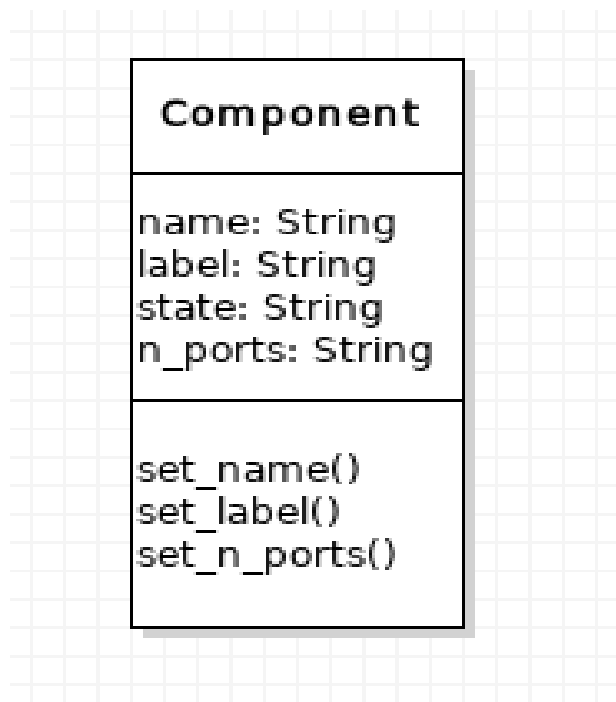 Component
name: String
label: String
state: String
n_ports: String
set_name()
set_label()
set_n_ports()